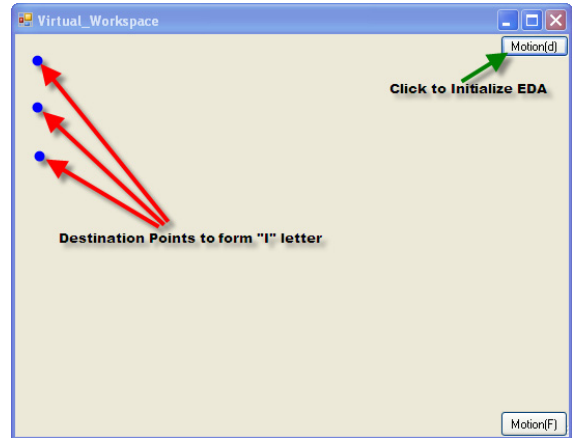 Virtual_Workspace
Motion(d)
Click to Initialize EDA
Destination Points to form "I" letter
Motion(F)